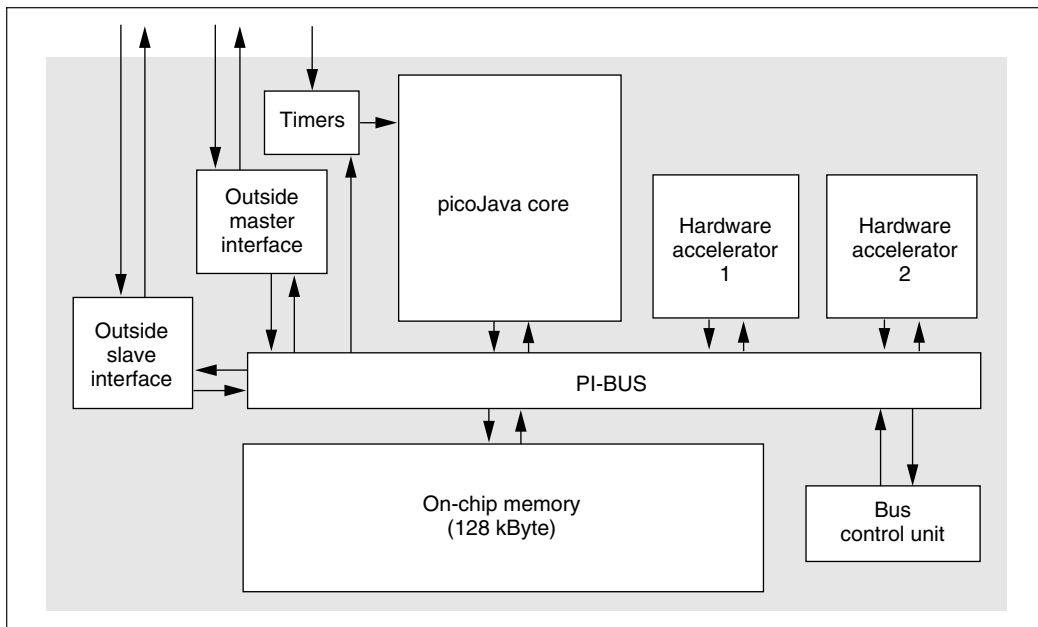 Timers
picoJava core
Outside
master
interface
Hardware
accelerator
1
Hardware
accelerator
2
Outside
slave
interface
PI-BUS
On-chip memory
(128 kByte)
Bus
control unit